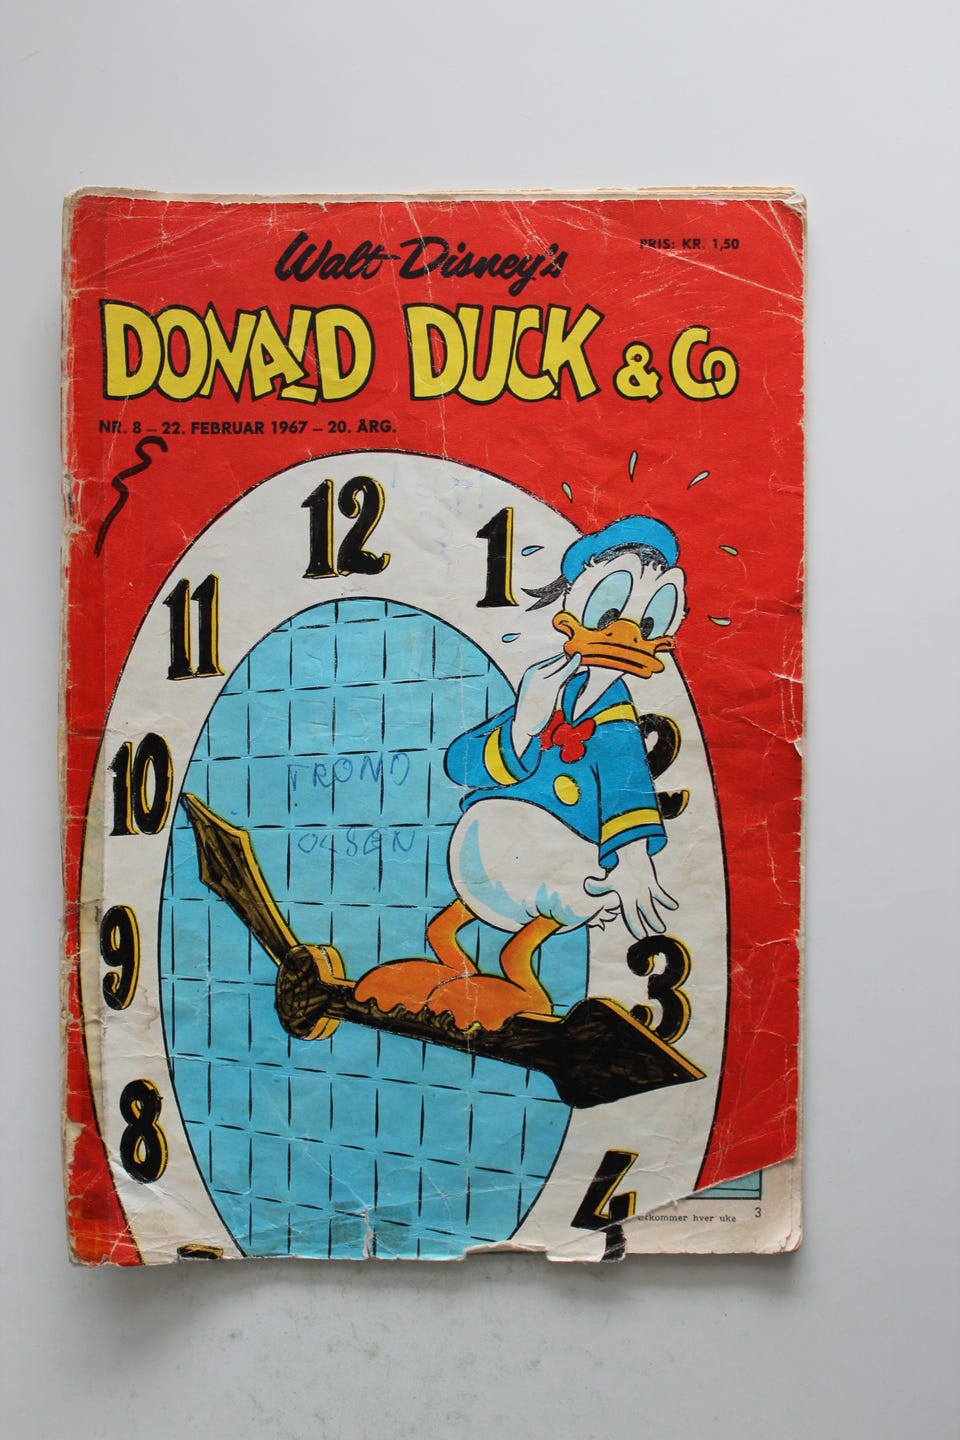 Walt Disney's
PRIS: KR. 1,50
DONALD DUCK & Co
NR. 8 – 22. FEBRUAR 1967 – 20. ÅRG.
12
1
11
2
10
TROND
OLSEN
9
3
8
4
Utkommer hver uke 3